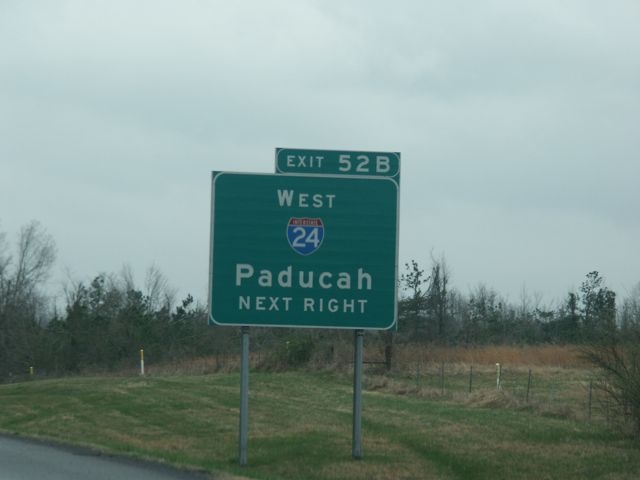 EXIT 52B
WEST
INTERSTATE
24
Paducah
NEXT RIGHT